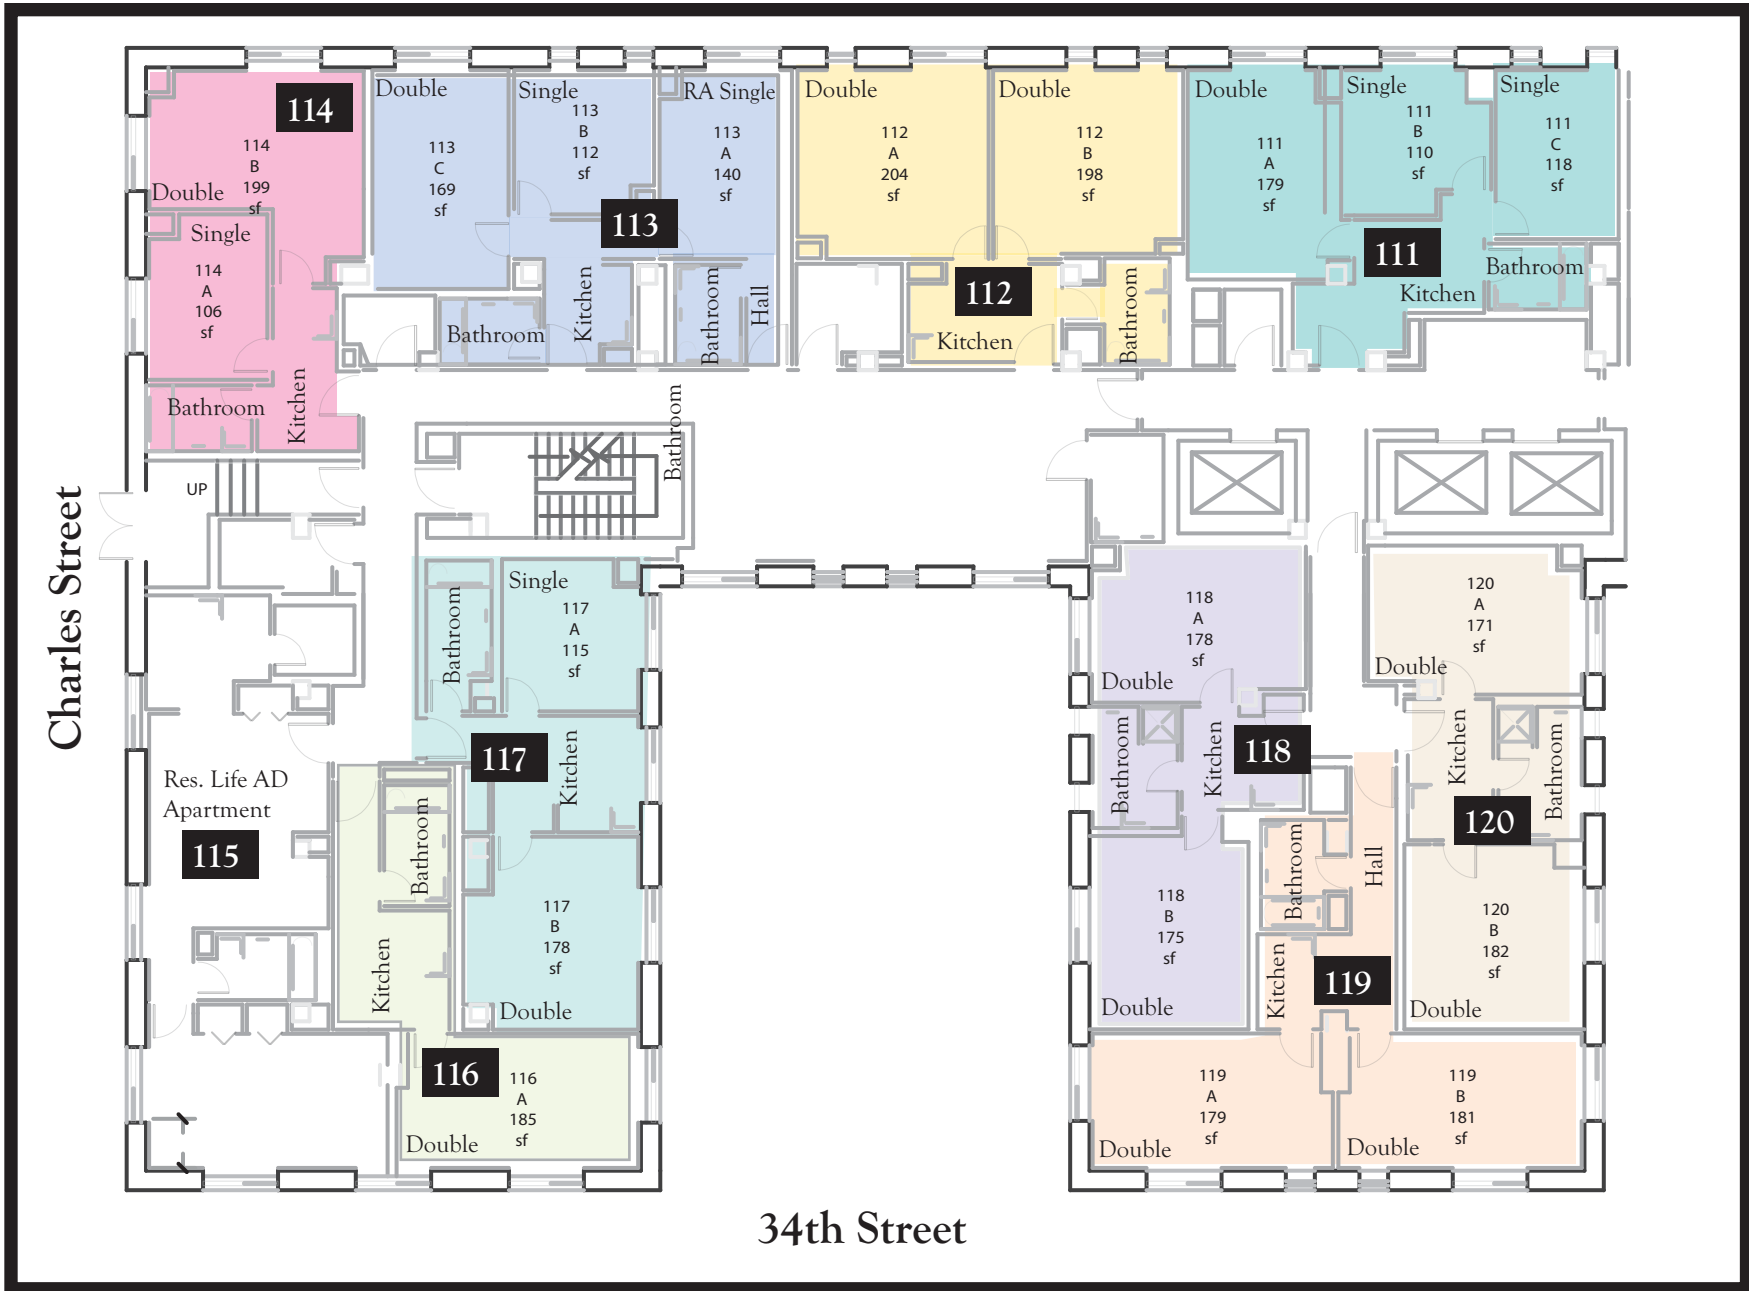 114
114
B
199
sf
Double
Single
114
A
106
sf
Bathroom
Kitchen
Double
113
C
169
sf
Single
113
B
112
sf
RA Single
113
A
140
sf
113
Bathroom
Kitchen
Bathroom
Hall
Double
112
A
204
sf
Double
112
B
198
sf
112
Kitchen
Bathroom
Double
111
A
179
sf
Single
111
B
110
sf
Single
111
C
118
sf
111
Bathroom
Kitchen
Bathroom
UP
Charles Street
Res. Life AD
Apartment
115
Bathroom
Single
117
A
115
sf
117
Kitchen
117
B
178
sf
Double
Bathroom
Kitchen
116
116
A
185
sf
Double
118
A
178
sf
Double
Bathroom
Kitchen
118
118
B
175
sf
Double
120
A
171
sf
Double
Kitchen
Bathroom
120
120
B
182
sf
Double
Bathroom
Hall
Bathroom
Kitchen
119
119
A
179
sf
Double
119
B
181
sf
Double
34th Street